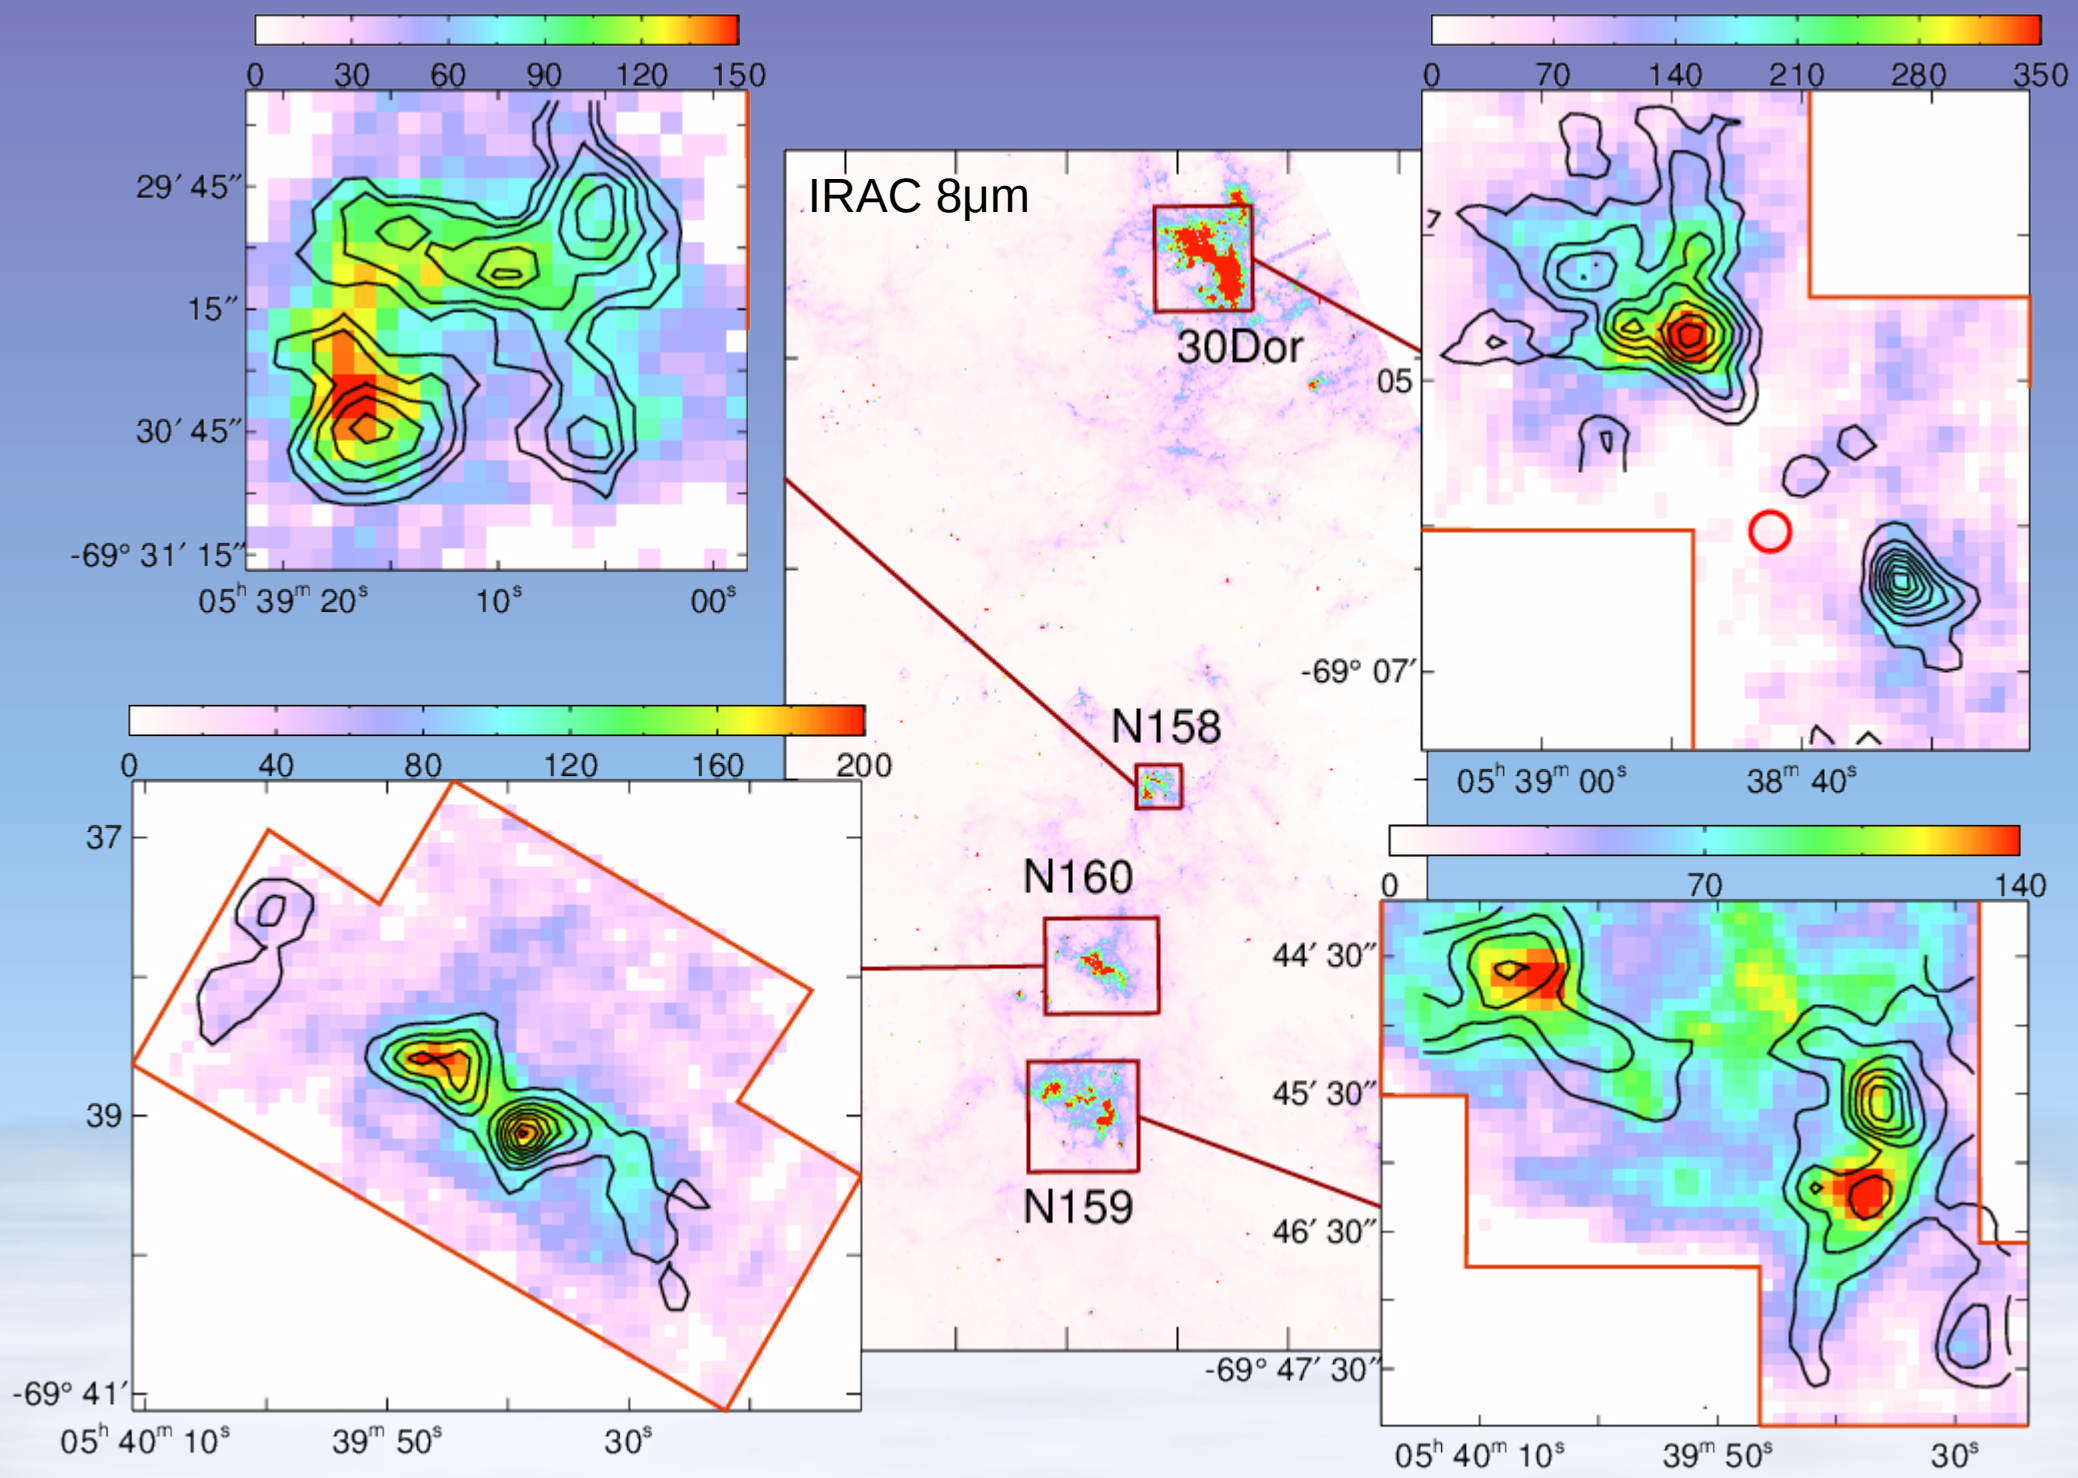 0 30 60 90 120 150
29′ 45″
15″
30′ 45″
-69° 31′ 15″
05ʰ 39ᵐ 20ˢ 10ˢ 00ˢ
IRAC 8μm
30Dor
N158
N160
N159
0 70 140 210 280 350
05
-69° 07′
05ʰ 39ᵐ 00ˢ 38ᵐ 40ˢ
0 40 80 120 160 200
37
39
-69° 41′
05ʰ 40ᵐ 10ˢ 39ᵐ 50ˢ 30ˢ
0 70 140
44′ 30″
45′ 30″
46′ 30″
-69° 47′ 30″
05ʰ 40ᵐ 10ˢ 39ᵐ 50ˢ 30ˢ